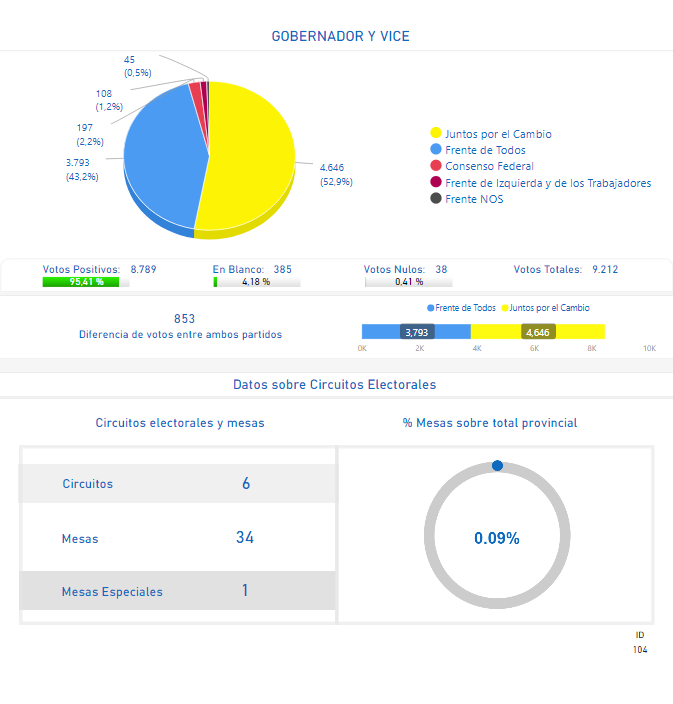 GOBERNADOR Y VICE
45
(0,5%)
108
(1,2%)
197
(2,2%)
3.793
(43,2%)
4.646
(52,9%)
Juntos por el Cambio
Frente de Todos
Consenso Federal
Frente de Izquierda y de los Trabajadores
Frente NOS
Votos Positivos: 8.789
95,41 %
En Blanco: 385
4,18 %
Votos Nulos: 38
0,41 %
Votos Totales: 9.212
853
Diferencia de votos entre ambos partidos
Frente de Todos Juntos por el Cambio
3,793 4,646
0K 2K 4K 6K 8K 10K
Datos sobre Circuitos Electorales
Circuitos electorales y mesas
Circuitos 6
Mesas 34
Mesas Especiales 1
% Mesas sobre total provincial
0.09%
ID
104